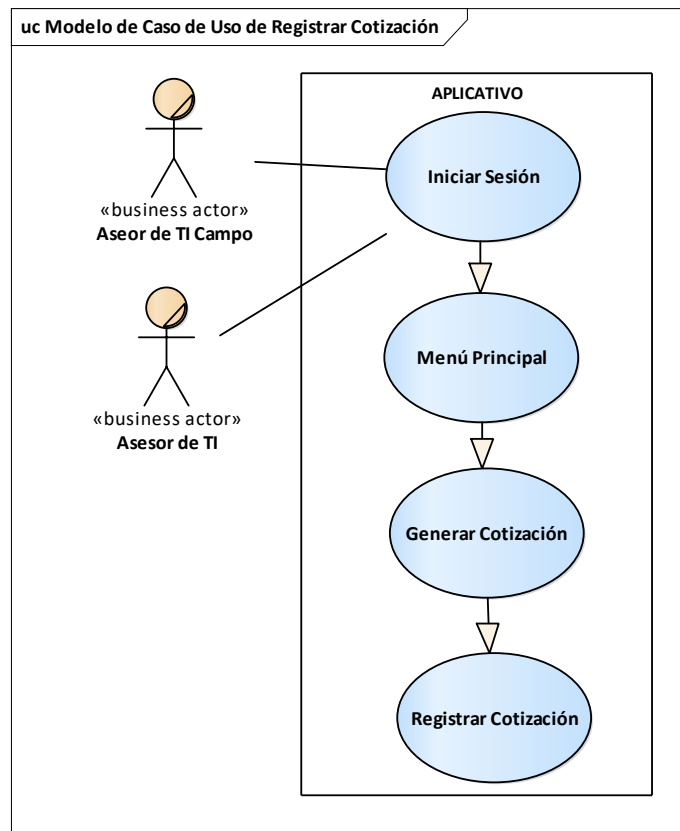 uc Modelo de Caso de Uso de Registrar Cotización
APLICATIVO
Iniciar Sesión
«business actor»
Aseor de TI Campo
Menú Principal
«business actor»
Asesor de TI
Generar Cotización
Registrar Cotización